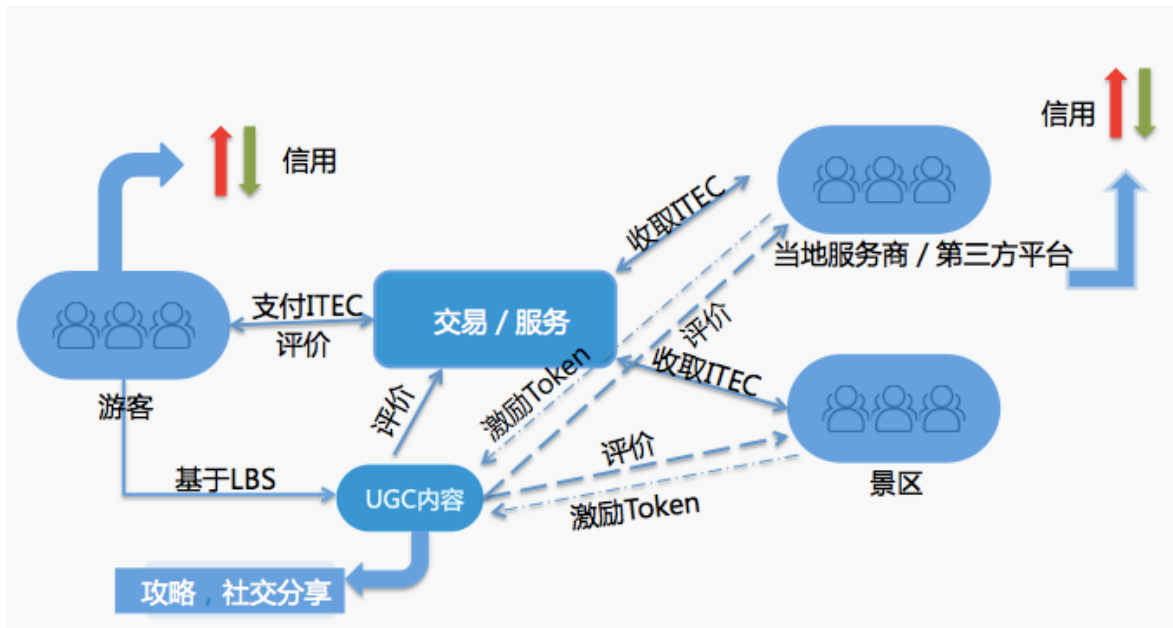 信用
信用
收取ITEC
当地服务商 / 第三方平台
支付ITEC
评价
交易 / 服务
评价
收取ITEC
激励Token
游客
评价
评价
景区
基于LBS
UGC内容
激励Token
攻略，社交分享